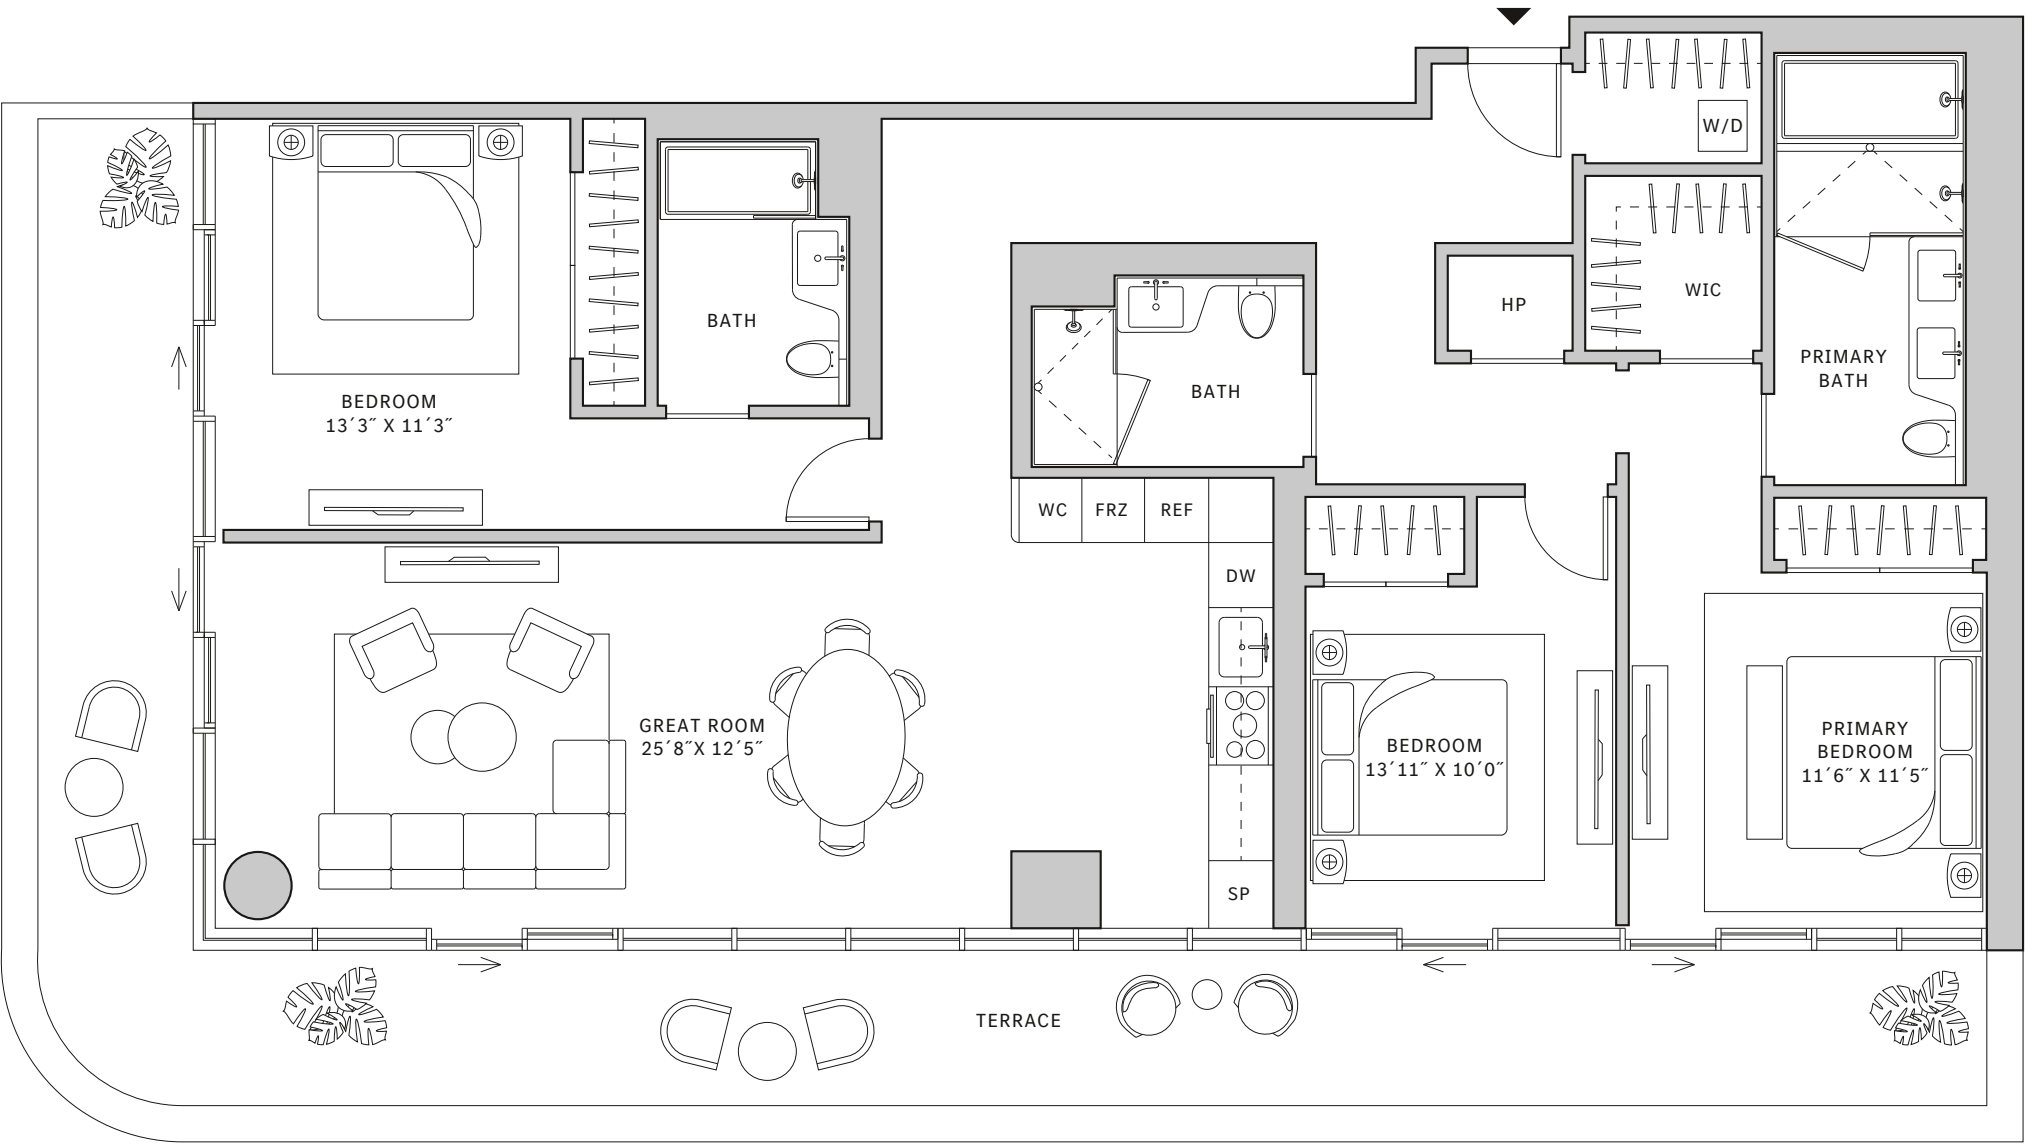 W/D
BEDROOM
13´3˝ X 11´3˝
BATH
BATH
HP
WIC
PRIMARY
BATH
WC
FRZ
REF
DW
SP
GREAT ROOM
25´8˝X 12´5˝
BEDROOM
13´11˝ X 10´0˝
PRIMARY
BEDROOM
11´6˝ X 11´5˝
TERRACE